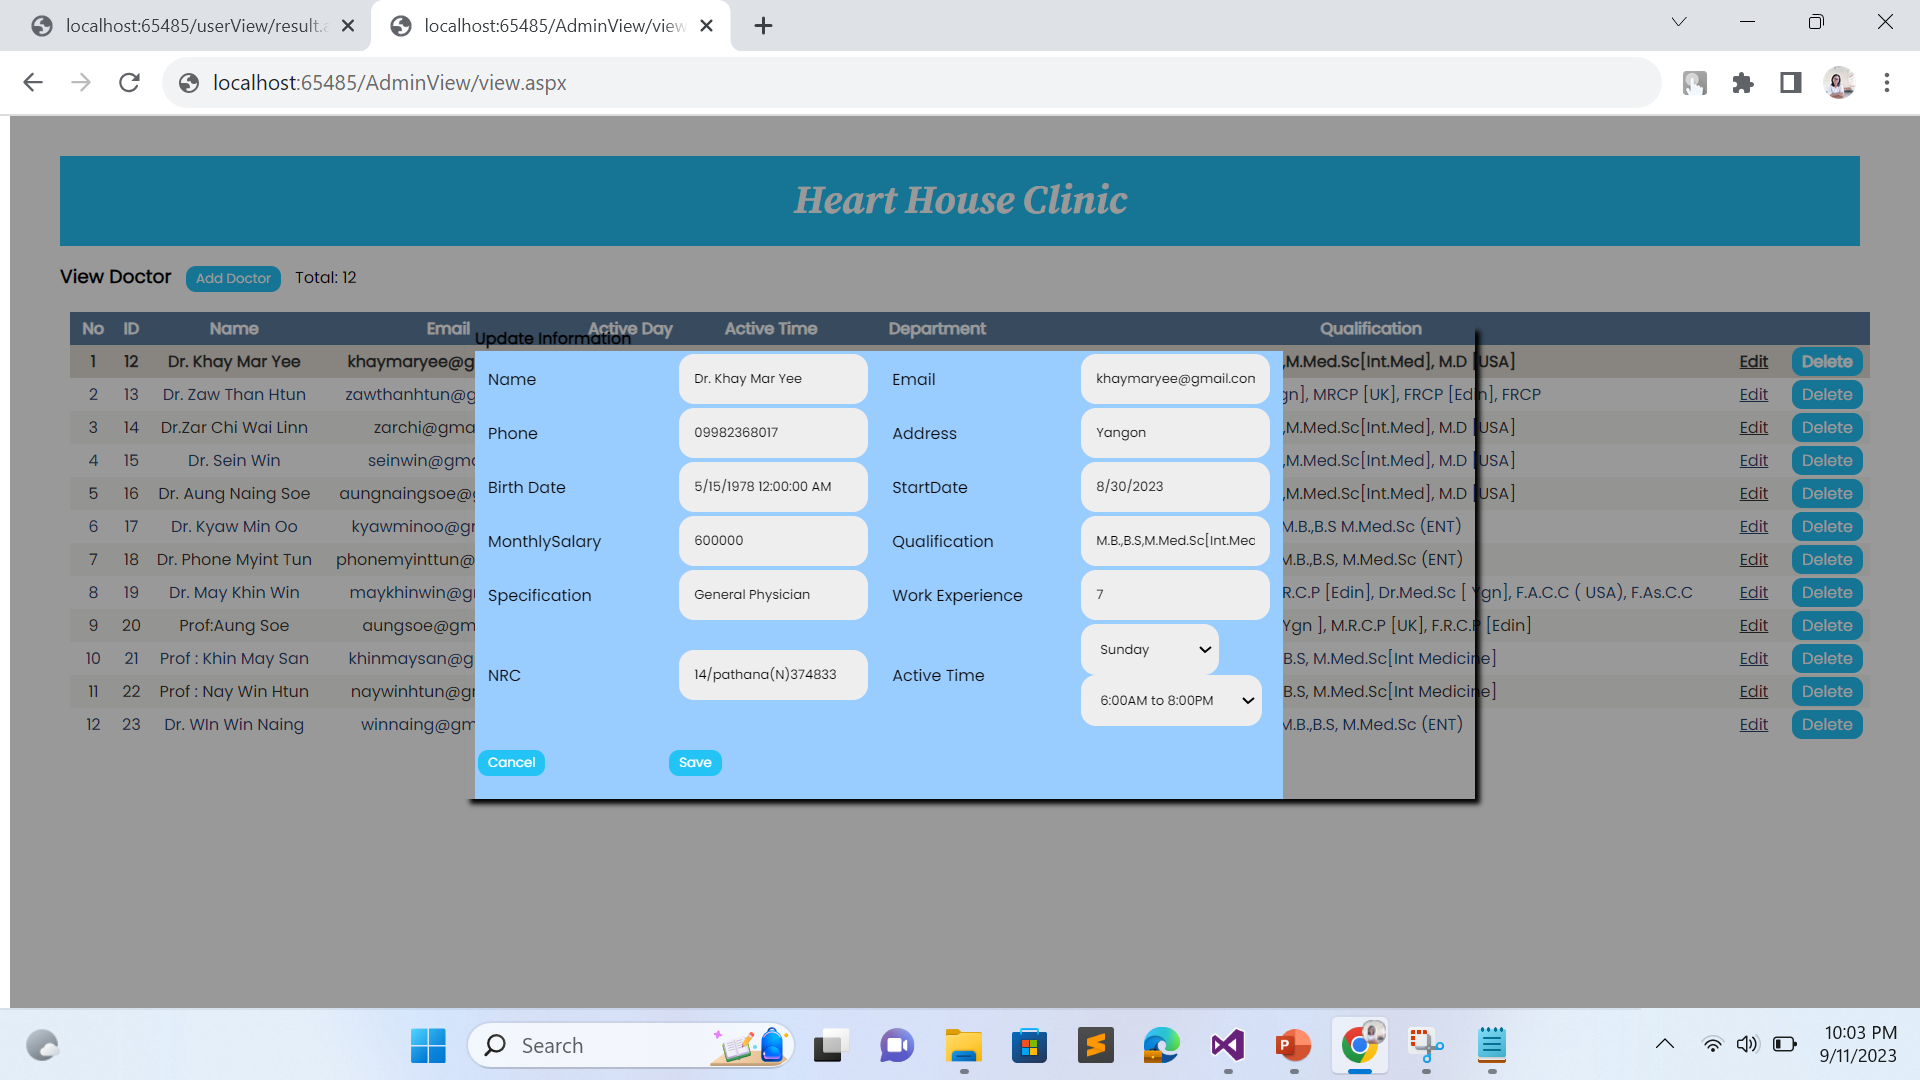 localhost:65485/userView/result.a
localhost:65485/AdminView/view
localhost:65485/AdminView/view.aspx
Heart House Clinic
View Doctor Add Doctor Total: 12
No ID Name Email Active Day Active Time Department Qualification
Update Information
1 12 Dr. Khay Mar Yee khaymaryee@g ,M.Med.Sc[Int.Med], M.D [USA] Edit Delete
2 13 Dr. Zaw Than Htun zawthanhtun@g gn], MRCP [UK], FRCP [Edin], FRCP Edit Delete
3 14 Dr.Zar Chi Wai Linn zarchi@gma ,M.Med.Sc[Int.Med], M.D [USA] Edit Delete
4 15 Dr. Sein Win seinwin@gm ,M.Med.Sc[Int.Med], M.D [USA] Edit Delete
5 16 Dr. Aung Naing Soe aungnaingsoe@ ,M.Med.Sc[Int.Med], M.D [USA] Edit Delete
6 17 Dr. Kyaw Min Oo kyawminoo@gr M.B.,B.S M.Med.Sc (ENT) Edit Delete
7 18 Dr. Phone Myint Tun phonemyinttun@ M.B.,B.S, M.Med.Sc (ENT) Edit Delete
8 19 Dr. May Khin Win maykhinwin@gr R.C.P [Edin], Dr.Med.Sc [ Ygn], F.A.C.C ( USA), F.As.C.C Edit Delete
9 20 Prof:Aung Soe aungsoe@gm Ygn ], M.R.C.P [UK], F.R.C.P [Edin] Edit Delete
10 21 Prof : Khin May San khinmaysan@g B.S, M.Med.Sc[Int Medicine] Edit Delete
11 22 Prof : Nay Win Htun naywinhtun@gr B.S, M.Med.Sc[Int Medicine] Edit Delete
12 23 Dr. WIn Win Naing winnaing@gm M.B.,B.S, M.Med.Sc (ENT) Edit Delete
Name Dr. Khay Mar Yee Email khaymaryee@gmail.con
Phone 09982368017 Address Yangon
Birth Date 5/15/1978 12:00:00 AM StartDate 8/30/2023
MonthlySalary 600000 Qualification M.B.,B.S,M.Med.Sc[Int.Mec
Specification General Physician Work Experience 7
NRC 14/pathana(N)374833 Active Time Sunday
6:00AM to 8:00PM
Cancel Save
Search
10:03 PM
9/11/2023